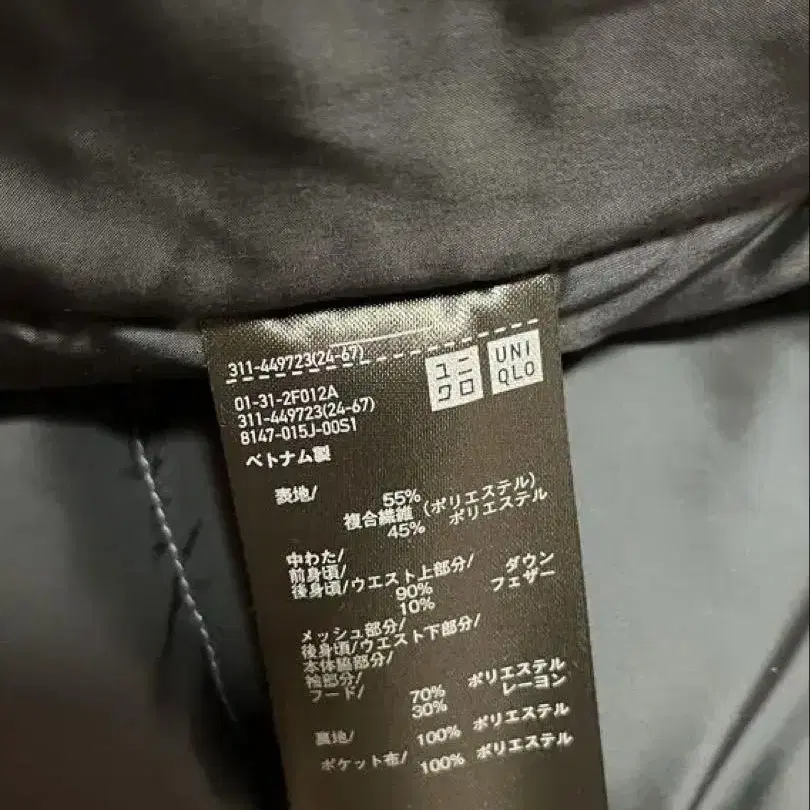 311-449723(24-67)
ユニクロ
UNIQLO
01-31-2F012A
311-449723(24-67)
8147-015J-00S1
ベトナム製
表地/
55%
複合繊維(ポリエステル)
45% ポリエステル
中わた/
前身頃/
後身頃/ウエスト上部分/
90% ダウン
10% フェザー
メッシュ部分/
後身頃/ウエスト下部分/
本体脇部分/
袖部分/
フード/
70% ポリエステル
30% レーヨン
裏地/ 100% ポリエステル
ポケット布/ 100% ポリエステル